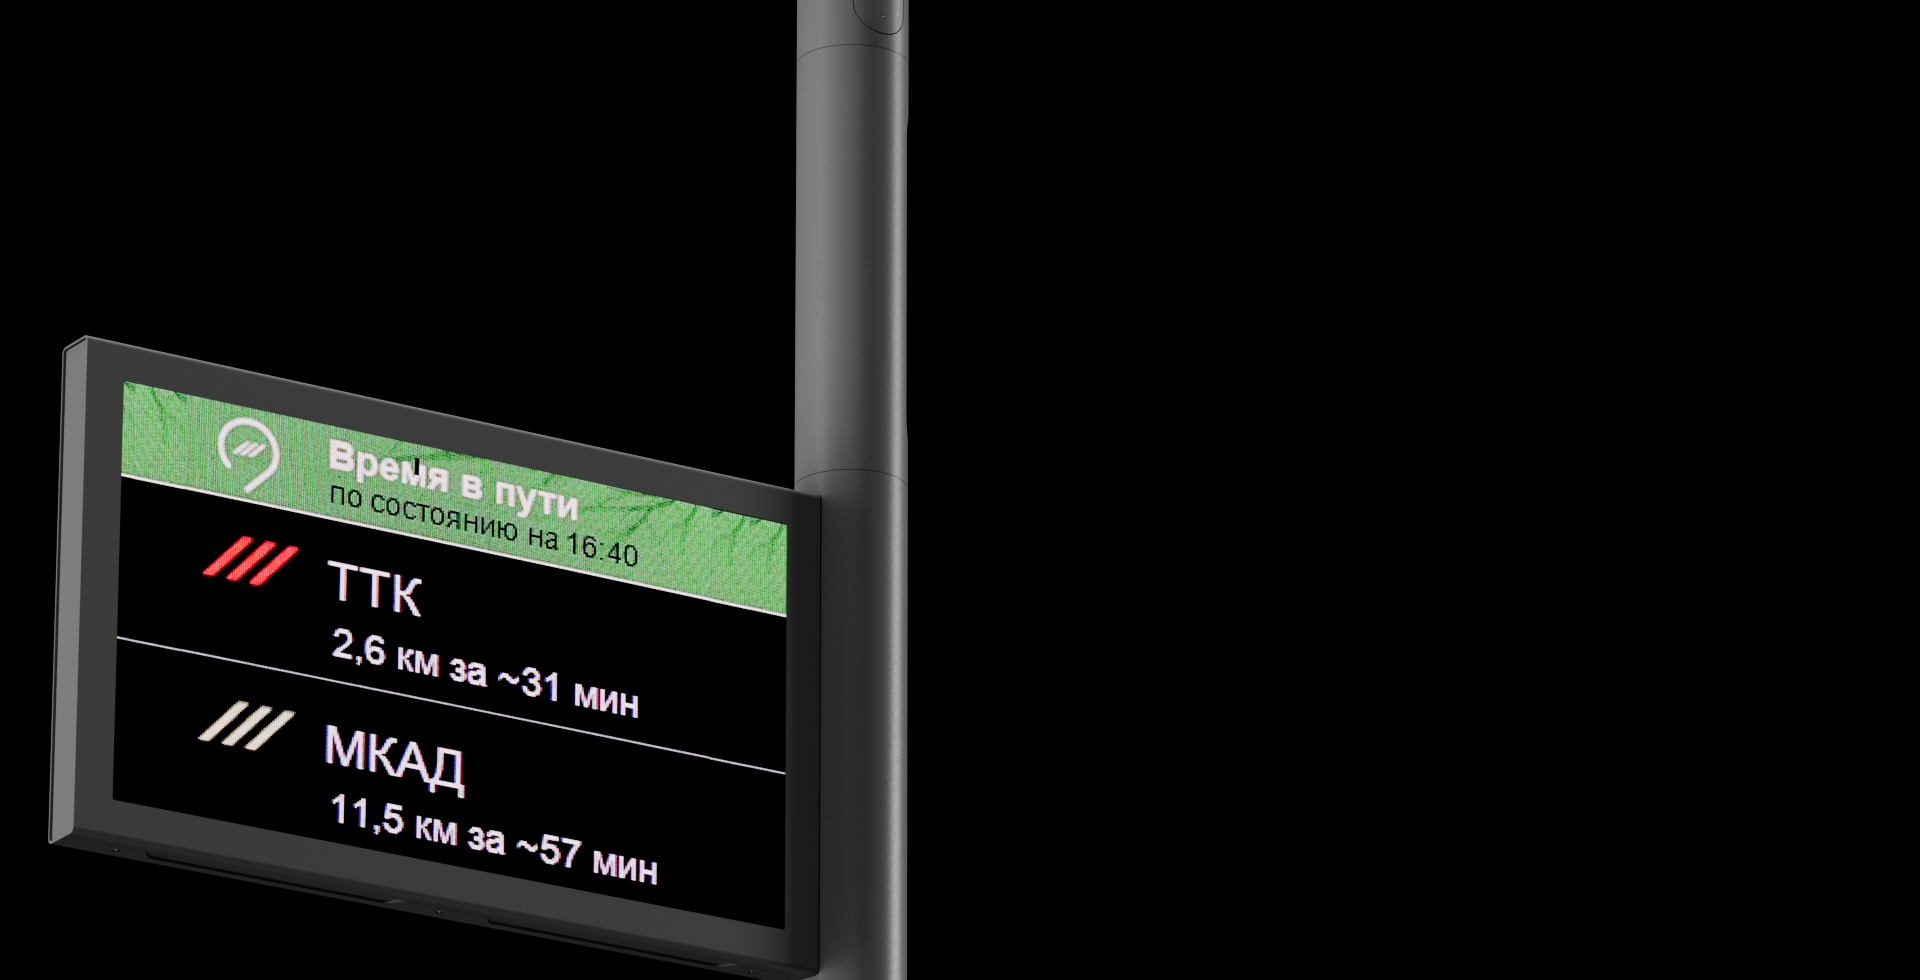 Время в пути
по состоянию на 16:40
ТТК
2,6 км за ~31 мин
МКАД
11,5 км за ~57 мин